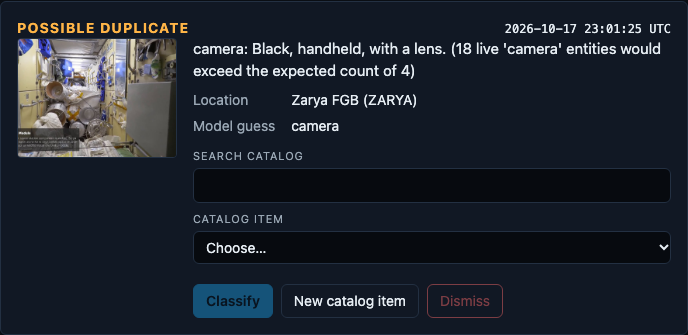 POSSIBLE DUPLICATE
2026-10-17 23:01:25 UTC
camera: Black, handheld, with a lens. (18 live 'camera' entities would
exceed the expected count of 4)
Location Zarya FGB (ZARYA)
Model guess camera
SEARCH CATALOG
CATALOG ITEM
Choose...
Classify
New catalog item
Dismiss